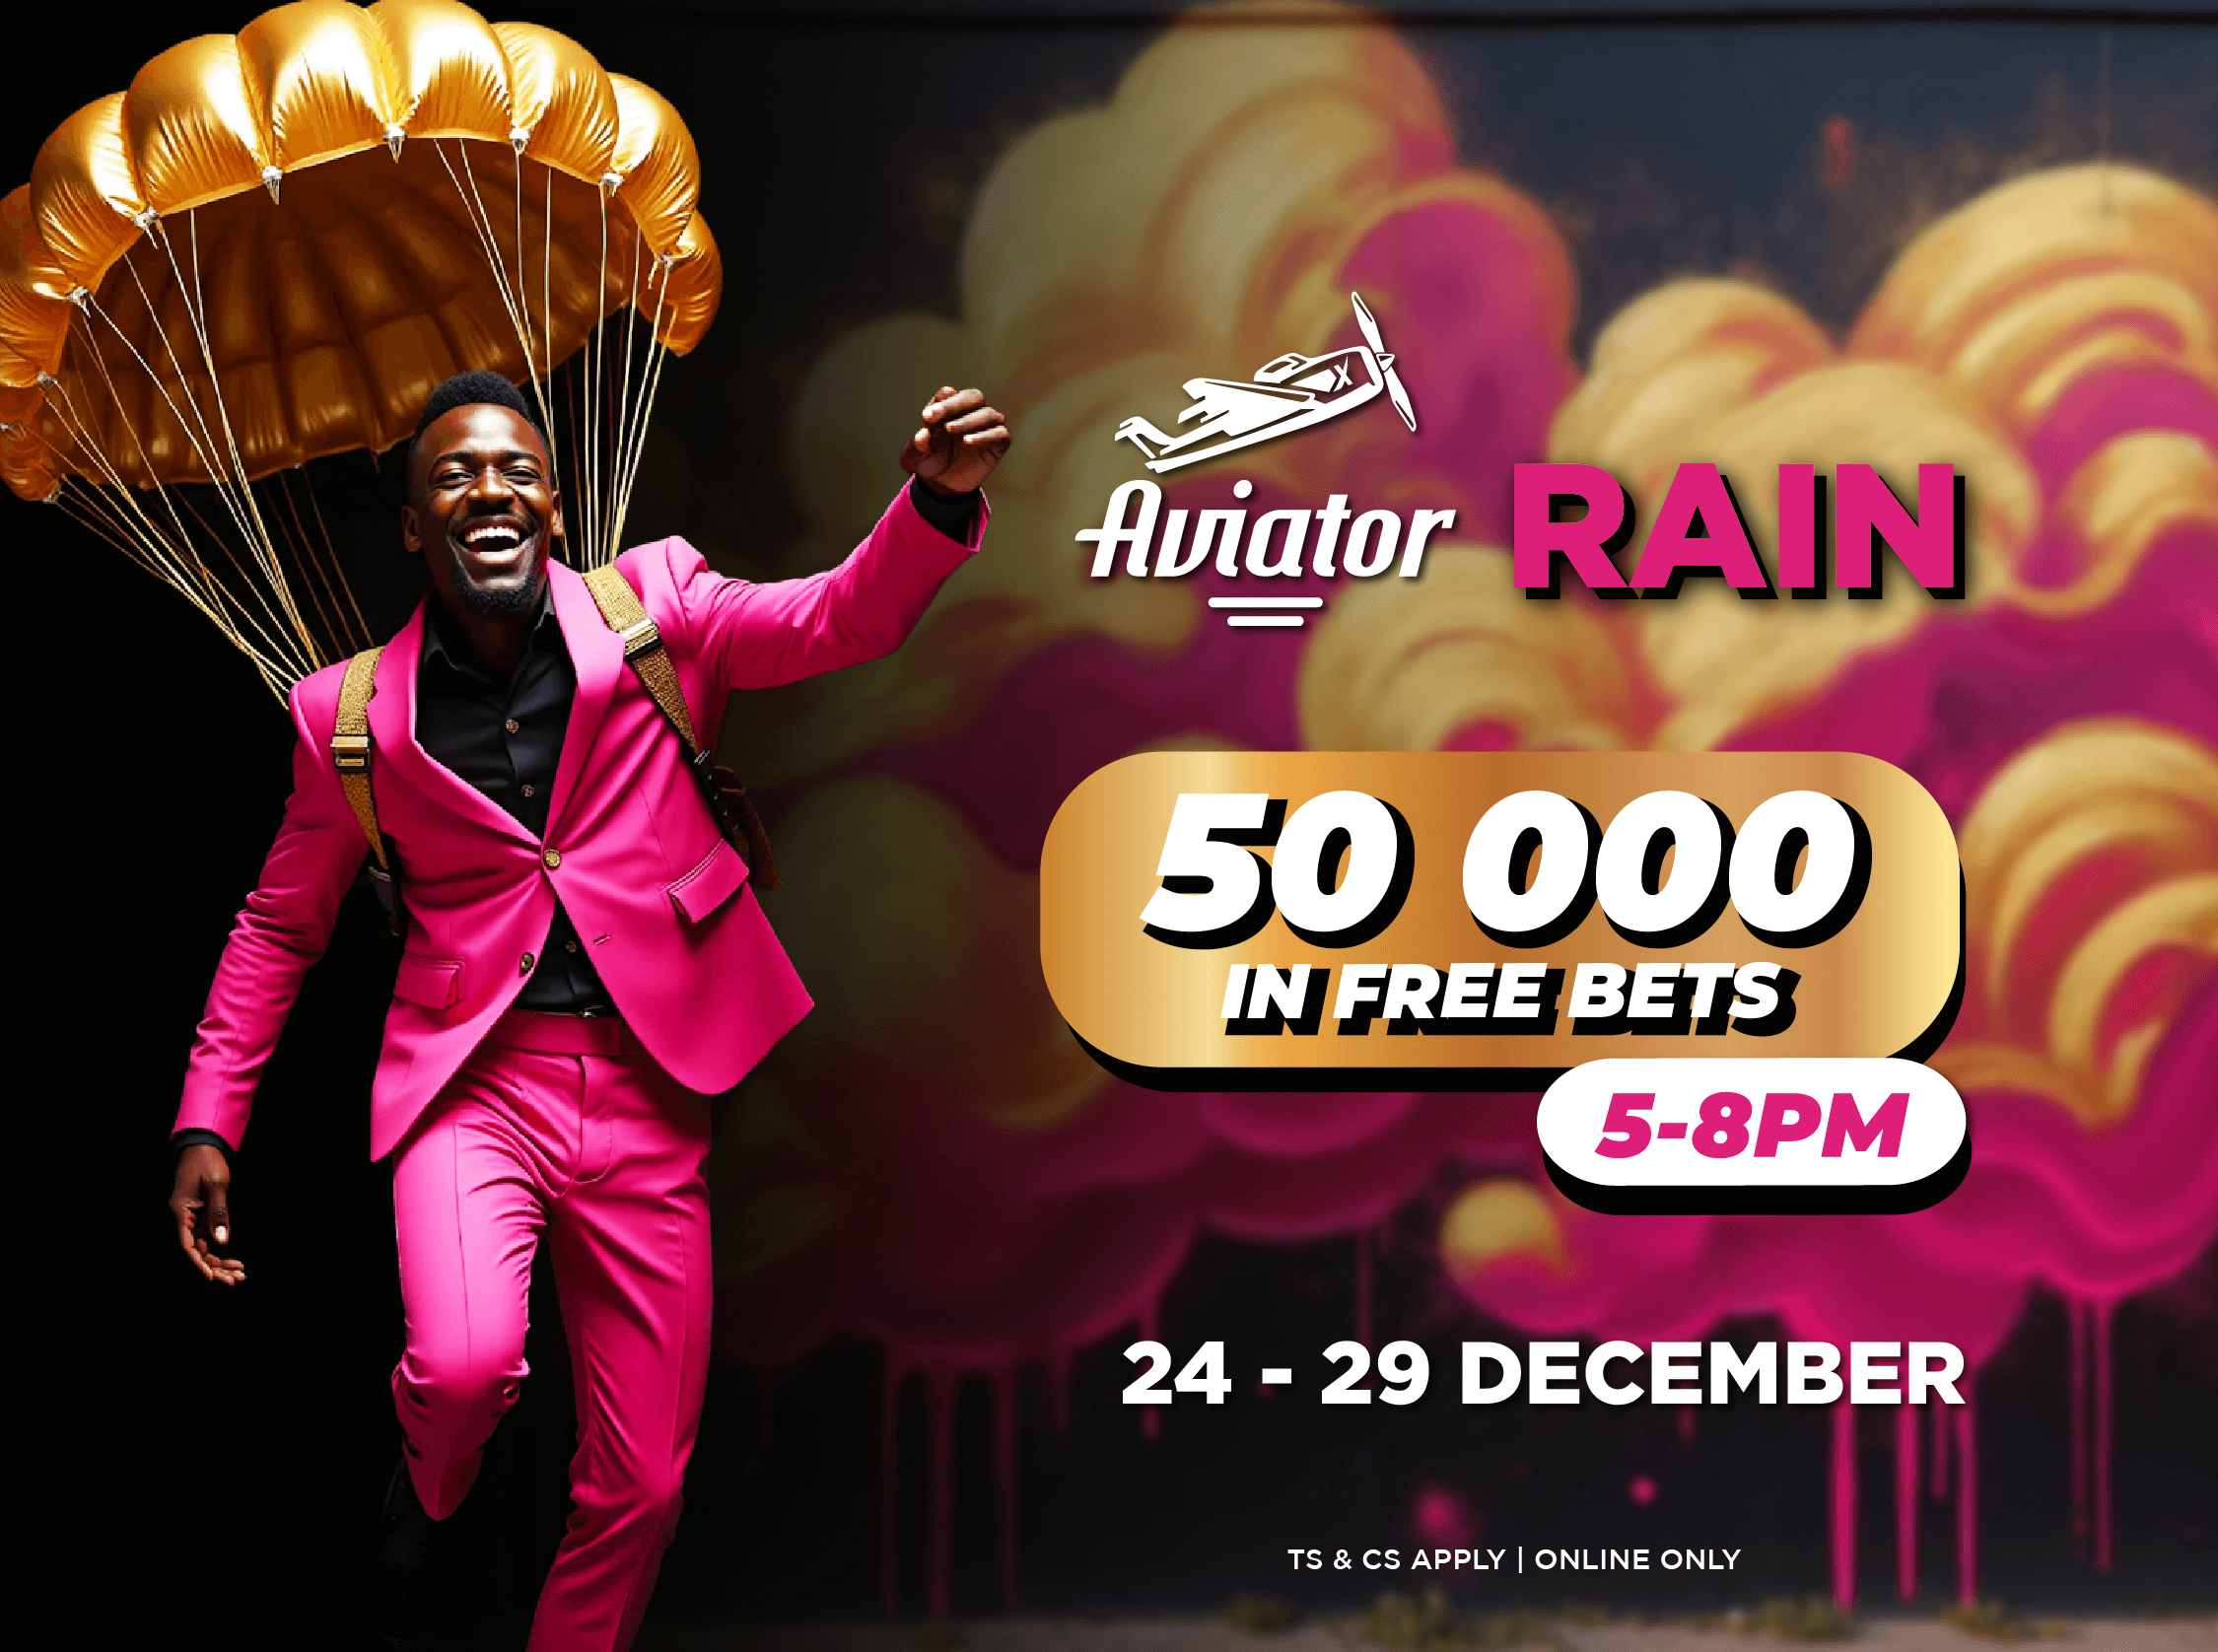 Aviator RAIN
50 000
IN FREE BETS
5-8PM
24 - 29 DECEMBER
TS & CS APPLY | ONLINE ONLY